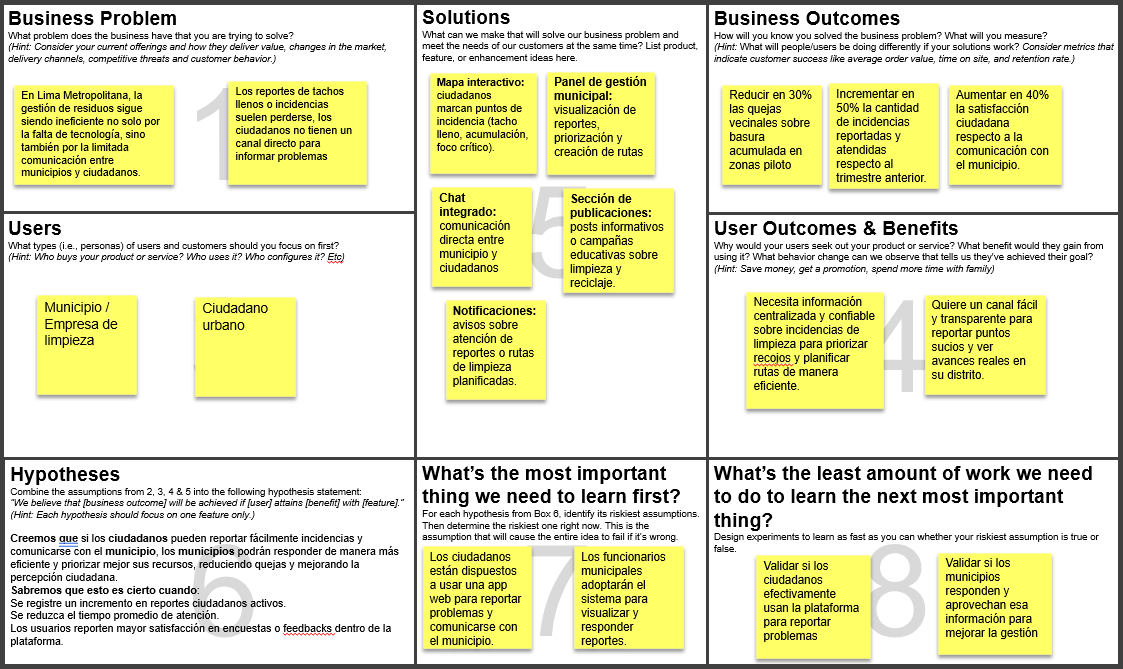 Business Problem
What problem does the business have that you are trying to solve?
(Hint: Consider your current offerings and how they deliver value, changes in the market,
delivery channels, competitive threats and customer behavior.)
1
En Lima Metropolitana, la
gestión de residuos sigue
siendo ineficiente no solo por
la falta de tecnología, sino
también por la limitada
comunicación entre
municipios y ciudadanos.
Los reportes de tachos
llenos o incidencias
suelen perderse, los
ciudadanos no tienen un
canal directo para
informar problemas
Users
What types (i.e., personas) of users and customers should you focus on first?
(Hint: Who buys your product or service? Who uses it? Who configures it? Etc)
Municipio /
Empresa de
limpieza
Ciudadano
urbano
Solutions
What can we make that will solve our business problem and
meet the needs of our customers at the same time? List product,
feature, or enhancement ideas here.
5
Mapa interactivo:
ciudadanos
marcan puntos de
incidencia (tacho
lleno, acumulación,
foco crítico).
Panel de gestión
municipal:
visualización de
reportes,
priorización y
creación de rutas
Chat
integrado:
comunicación
directa entre
municipio y
ciudadanos
Sección de
publicaciones:
posts informativos
o campañas
educativas sobre
limpieza y
reciclaje.
Notificaciones:
avisos sobre
atención de
reportes o rutas
de limpieza
planificadas.
Business Outcomes
How will you know you solved the business problem? What will you measure?
(Hint: What will people/users be doing differently if your solutions work? Consider metrics that
indicate customer success like average order value, time on site, and retention rate.)
Reducir en 30%
las quejas
vecinales sobre
basura
acumulada en
zonas piloto
Incrementar en
50% la cantidad
de incidencias
reportadas y
atendidas
respecto al
trimestre anterior.
Aumentar en 40%
la satisfacción
ciudadana
respecto a la
comunicación con
el municipio.
User Outcomes & Benefits
Why would your users seek out your product or service? What benefit would they gain from
using it? What behavior change can we observe that tells us they've achieved their goal?
(Hint: Save money, get a promotion, spend more time with family)
4
Necesita información
centralizada y confiable
sobre incidencias de
limpieza para priorizar
recojos y planificar
rutas de manera
eficiente.
Quiere un canal fácil
y transparente para
reportar puntos
sucios y ver
avances reales en
su distrito.
Hypotheses
Combine the assumptions from 2, 3, 4 & 5 into the following hypothesis statement:
"We believe that [business outcome] will be achieved if [user] attains [benefit] with [feature]."
(Hint: Each hypothesis should focus on one feature only.)
6
Creemos que si los ciudadanos pueden reportar fácilmente incidencias y
comunicarse con el municipio, los municipios podrán responder de manera más
eficiente y priorizar mejor sus recursos, reduciendo quejas y mejorando la
percepción ciudadana.
Sabremos que esto es cierto cuando:
Se registre un incremento en reportes ciudadanos activos.
Se reduzca el tiempo promedio de atención.
Los usuarios reporten mayor satisfacción en encuestas o feedbacks dentro de la
plataforma.
What's the most important
thing we need to learn first?
For each hypothesis from Box 6, identify its riskiest assumptions.
Then determine the riskiest one right now. This is the
assumption that will cause the entire idea to fail if it's wrong.
7
Los ciudadanos
están dispuestos
a usar una app
web para reportar
problemas y
comunicarse con
el municipio.
Los funcionarios
municipales
adoptarán el
sistema para
visualizar y
responder
reportes.
What's the least amount of work we need
to do to learn the next most important
thing?
Design experiments to learn as fast as you can whether your riskiest assumption is true or
false.
8
Validar si los
ciudadanos
efectivamente
usan la plataforma
para reportar
problemas
Validar si los
municipios
responden y
aprovechan esa
información para
mejorar la gestión